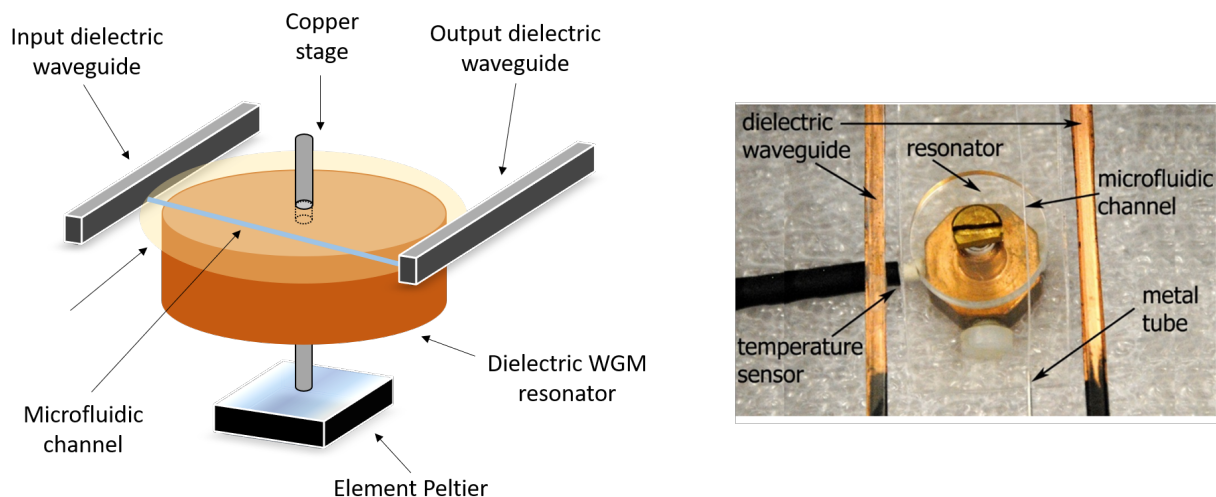 Input dielectric
waveguide
Copper
stage
Output dielectric
waveguide
Dielectric WGM
resonator
Microfluidic
channel
Element Peltier
dielectric
waveguide
resonator
microfluidic
channel
metal
tube
temperature
sensor